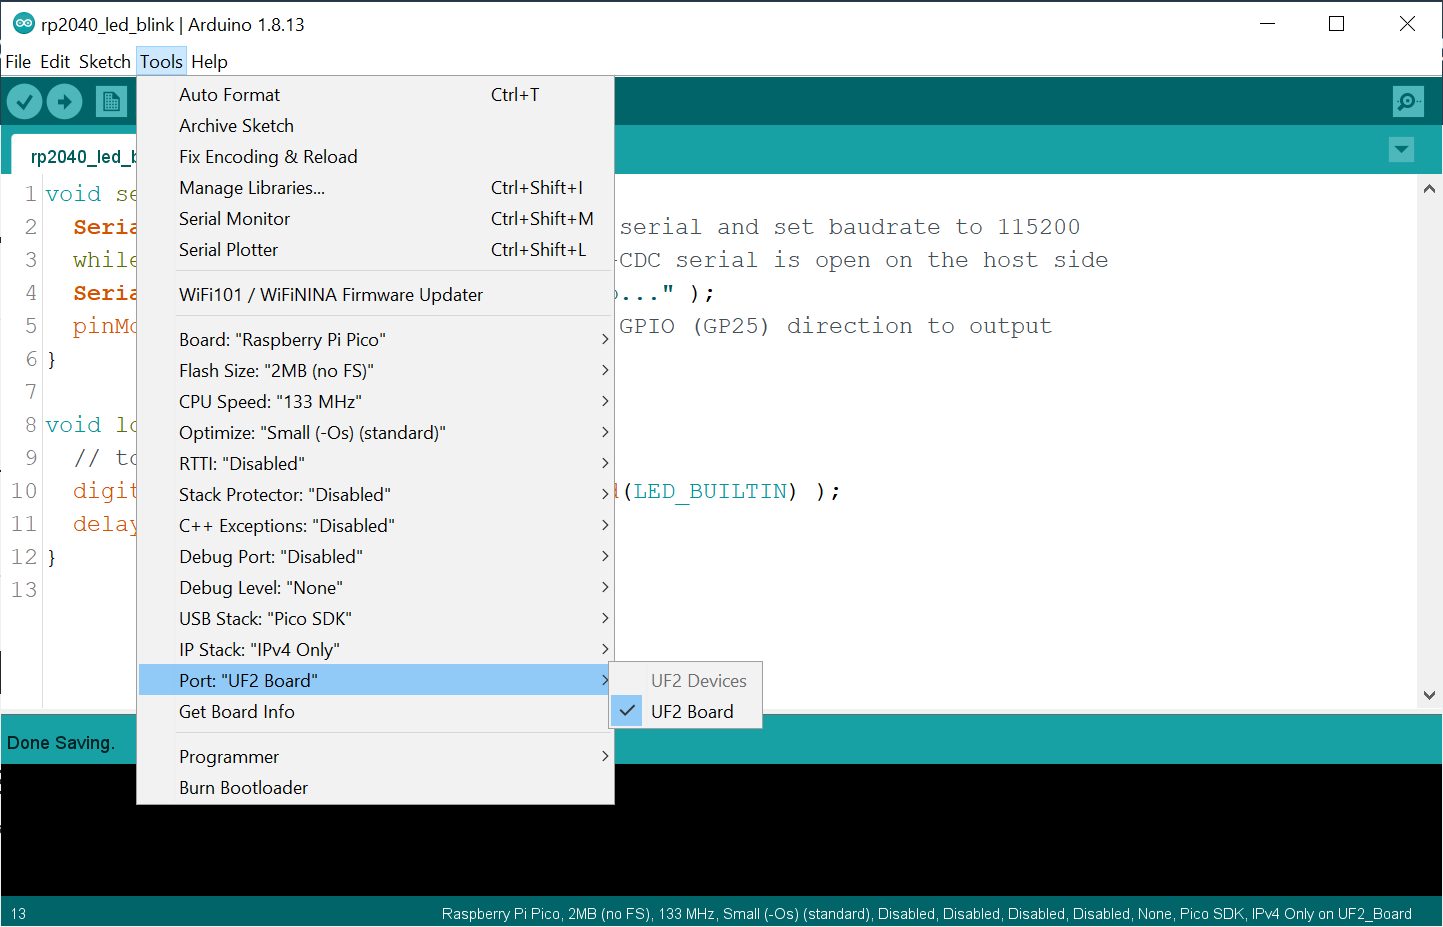 rp2040_led_blink | Arduino 1.8.13
File Edit Sketch Tools Help
Auto Format Ctrl+T
Archive Sketch
Fix Encoding & Reload
Manage Libraries... Ctrl+Shift+I
Serial Monitor Ctrl+Shift+M
Serial Plotter Ctrl+Shift+L
WiFi101 / WiFiNINA Firmware Updater
Board: "Raspberry Pi Pico"
Flash Size: "2MB (no FS)"
CPU Speed: "133 MHz"
Optimize: "Small (-Os) (standard)"
RTTI: "Disabled"
Stack Protector: "Disabled"
C++ Exceptions: "Disabled"
Debug Port: "Disabled"
Debug Level: "None"
USB Stack: "Pico SDK"
IP Stack: "IPv4 Only"
Port: "UF2 Board"
Get Board Info
Programmer
Burn Bootloader
UF2 Devices
UF2 Board
rp2040_led_b
1 void se
2 Seria serial and set baudrate to 115200
3 while -CDC serial is open on the host side
4 Seria ..." );
5 pinMo GPIO (GP25) direction to output
6 }
7
8 void lo
9 // to
10 digit (LED_BUILTIN) );
11 delay
12 }
13
Done Saving.
13 Raspberry Pi Pico, 2MB (no FS), 133 MHz, Small (-Os) (standard), Disabled, Disabled, Disabled, Disabled, None, Pico SDK, IPv4 Only on UF2_Board